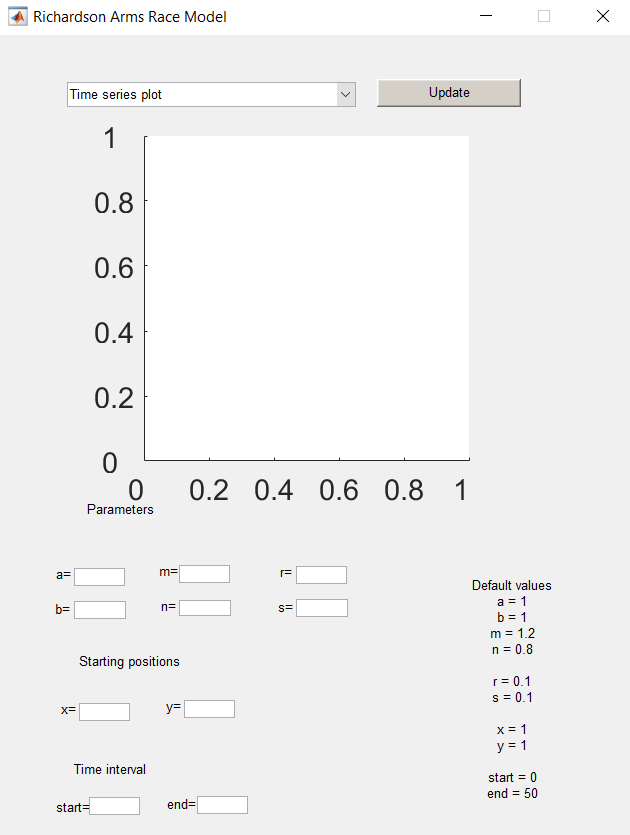 Richardson Arms Race Model
Time series plot
Update
1
0.8
0.6
0.4
0.2
0
0 0.2 0.4 0.6 0.8 1
Parameters
a= m= r=
b= n= s=
Starting positions
x= y=
Time interval
start= end=
Default values
a = 1
b = 1
m = 1.2
n = 0.8
r = 0.1
s = 0.1
x = 1
y = 1
start = 0
end = 50